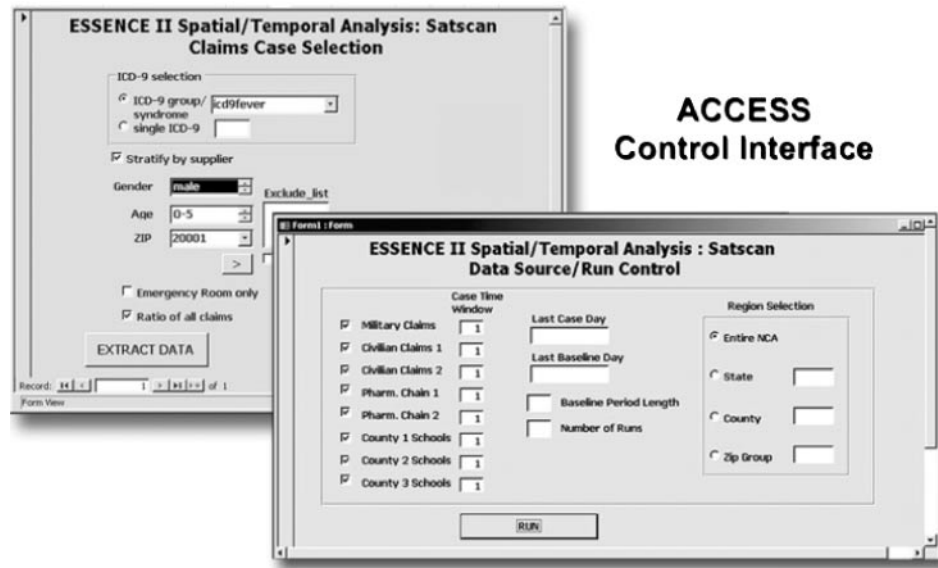 ESSENCE II Spatial/Temporal Analysis: Satscan
Claims Case Selection
ICD-9 selection
ICD-9 group/
syndrome
icd9fever
single ICD-9
Stratify by supplier
Gender
male
Exclude_list
Age
0-5
ZIP
20001
>
Emergency Room only
Ratio of all claims
EXTRACT DATA
Record:
1
of 1
Form View
ACCESS
Control Interface
Form1 : Form
ESSENCE II Spatial/Temporal Analysis : Satscan
Data Source/Run Control
Case Time
Window
Military Claims 1
Civilian Claims 1 1
Civilian Claims 2 1
Pharm. Chain 1 1
Pharm. Chain 2 1
County 1 Schools 1
County 2 Schools 1
County 3 Schools 1
Last Case Day
Last Baseline Day
Baseline Period Length
Number of Runs
Region Selection
Entire NCA
State
County
Zip Group
RUN